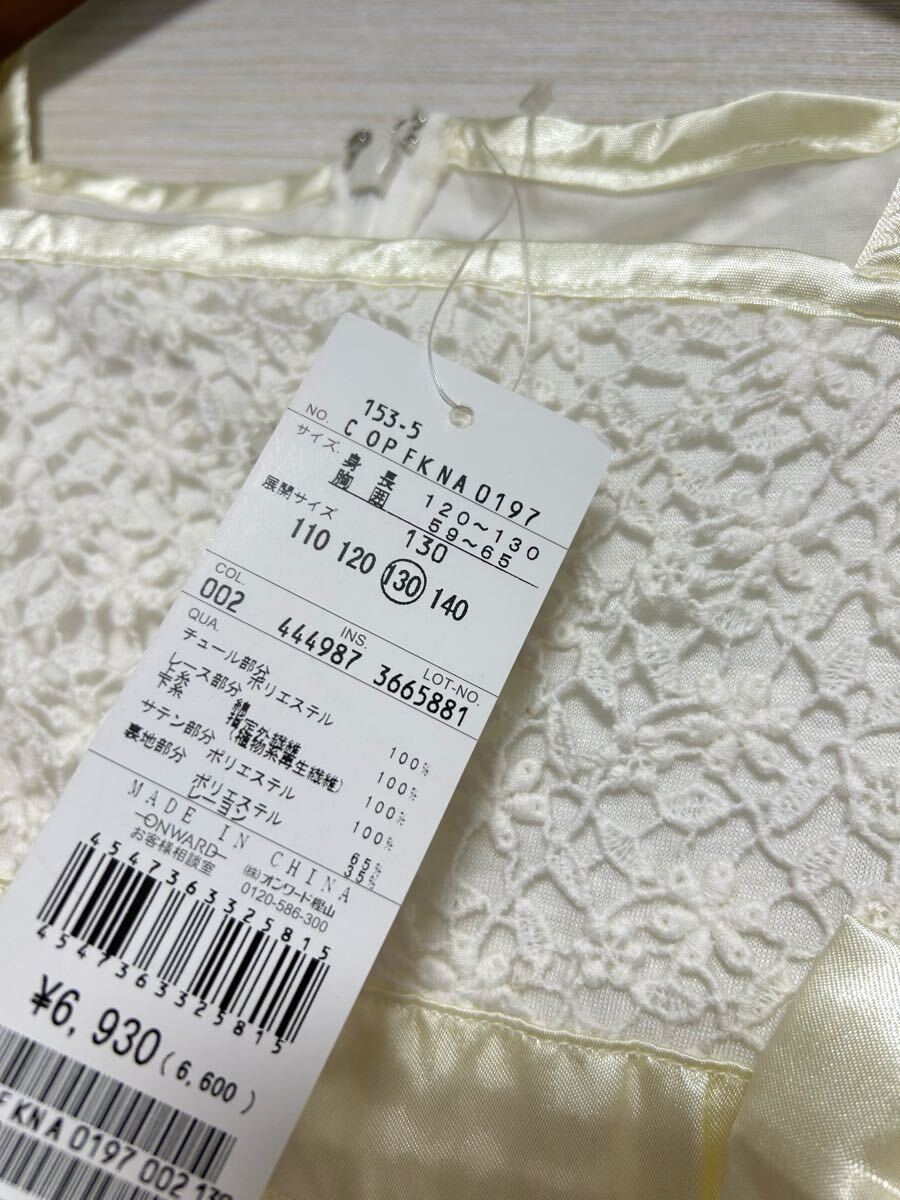 153-5
NO. C OPFKNA0197
サイズ: 身長 120~130
胸囲 59~65
130
展開サイズ
110 120 130 140
COL. INS. LOT-NO.
002 444987 3665881
QUA.
チュール部分
ポリエステル 100%
レース部分
下糸 綿 100%
指定外繊維
(植物系再生繊維) 100%
サテン部分 ポリエステル 100%
裏地部分 ポリエステル 65%
レーヨン 35%
MADE IN CHINA
ONWARD (株)オンワード樫山
お客様相談室 0120-586-300
4547363325815
4547363325815
¥6,930(6,600)
FKNA0197 002 130